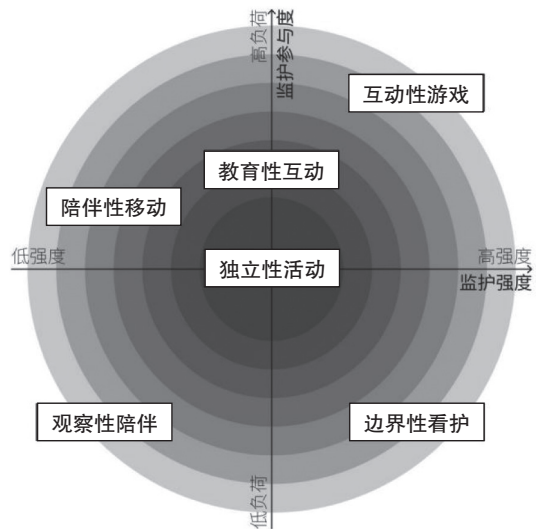 高负荷
监护参与度
互动性游戏
教育性互动
陪伴性移动
低强度
独立性活动
高强度
监护强度
观察性陪伴
边界性看护
低负荷